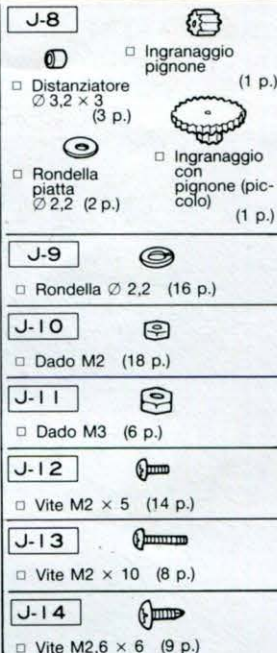 J-8
□ Distanziatore
∅ 3,2 × 3
(3 p.)
□ Rondella
piatta
∅ 2,2 (2 p.)
□ Ingranaggio
pignone
(1 p.)
□ Ingranaggio
con
pignone (pic-
colo)
(1 p.)
J-9
□ Rondella ∅ 2,2 (16 p.)
J-10
□ Dado M2 (18 p.)
J-11
□ Dado M3 (6 p.)
J-12
□ Vite M2 × 5 (14 p.)
J-13
□ Vite M2 × 10 (8 p.)
J-14
□ Vite M2,6 × 6 (9 p.)